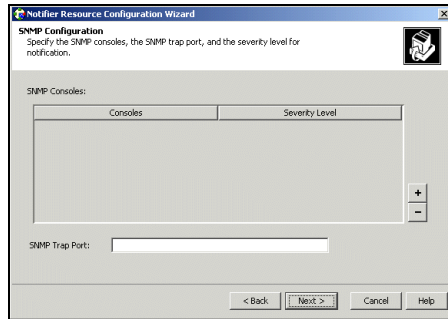 Notifier Resource Configuration Wizard
SNMP Configuration
Specify the SNMP consoles, the SNMP trap port, and the severity level for
notification.
SNMP Consoles:
Consoles Severity Level
+
−
SNMP Trap Port:
< Back Next > Cancel Help